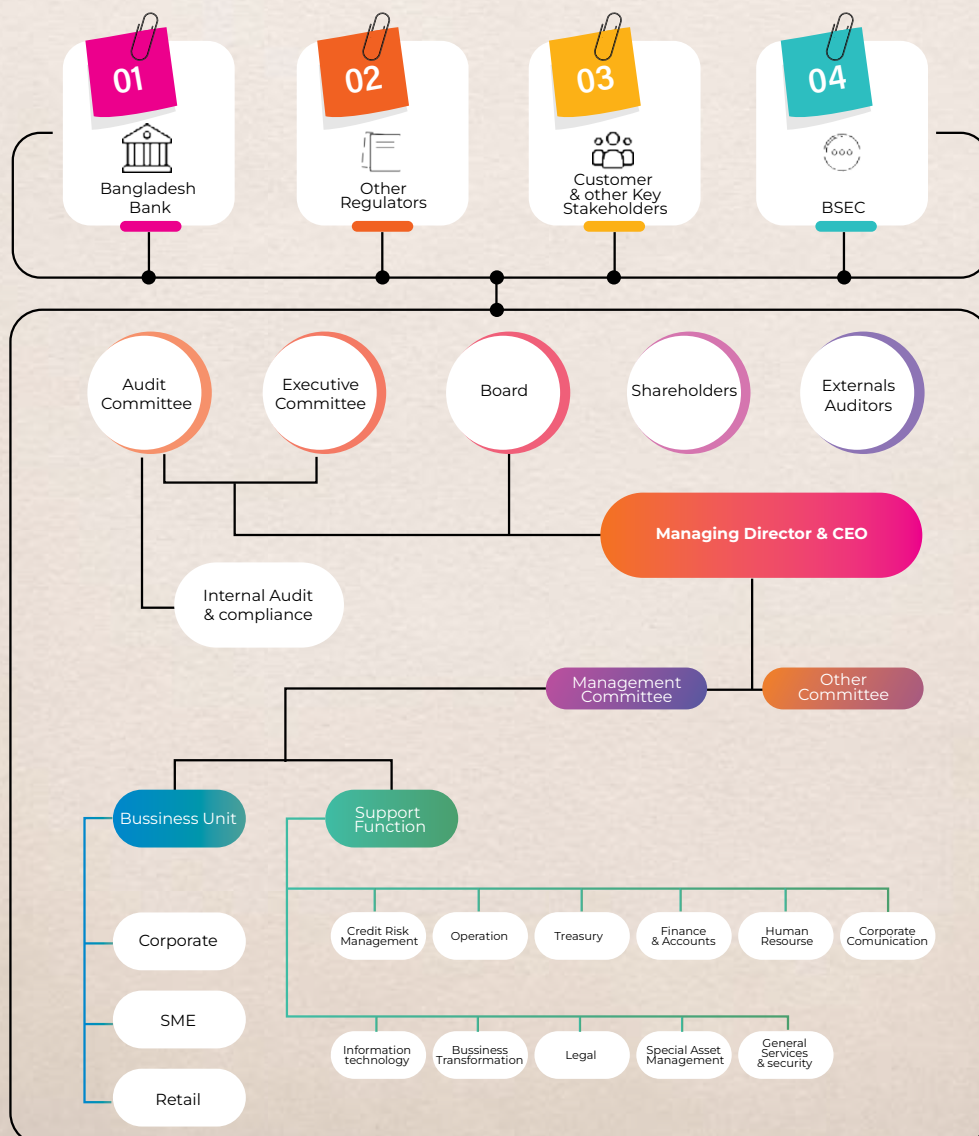 01
02
03
04
Bangladesh
Bank
Other
Regulators
Customer
& other Key
Stakeholders
BSEC
Audit
Committee
Executive
Committee
Board
Shareholders
Externals
Auditors
Managing Director & CEO
Internal Audit
& compliance
Management
Committee
Other
Committee
Bussiness Unit
Support
Function
Corporate
SME
Retail
Credit Risk
Management
Operation
Treasury
Finance
& Accounts
Human
Resourse
Corporate
Comunication
Information
technology
Bussiness
Transformation
Legal
Special Asset
Management
General
Services
& security